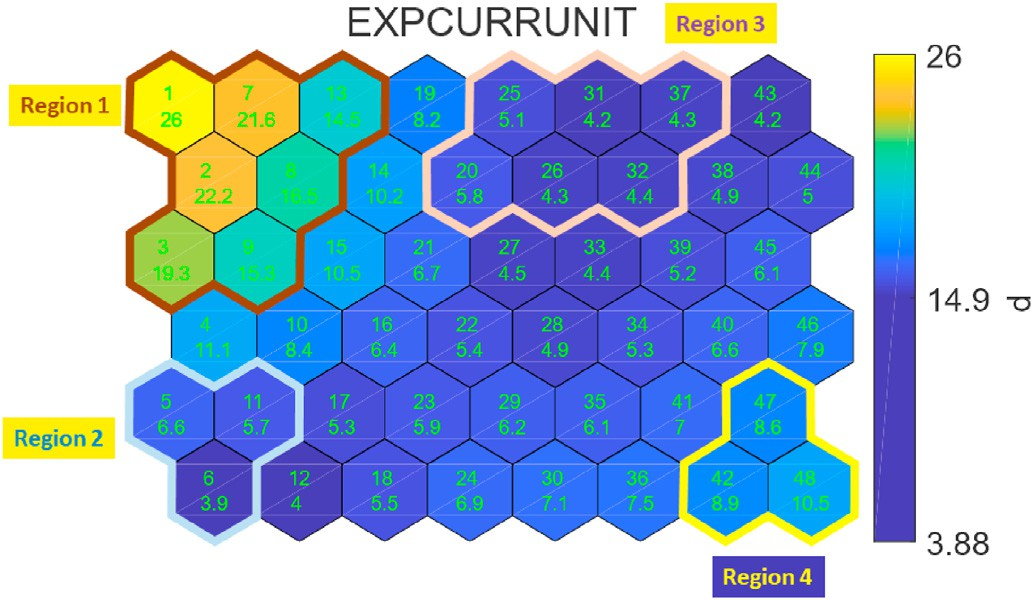 EXPCURRUNIT
Region 3
26
Region 1
1 7 13 19 25 31 37 43
26 21.6 14.5 8.2 5.1 4.2 4.3 4.2
2 8 14 20 26 32 38 44
22.2 16.5 10.2 5.8 4.3 4.4 4.9 5
3 9 15 21 27 33 39 45
19.3 15.3 10.5 6.7 4.5 4.4 5.2 6.1
14.9 d
4 10 16 22 28 34 40 46
11.1 8.4 6.4 5.4 4.9 5.3 6.6 7.9
5 11 17 23 29 35 41 47
6.6 5.7 5.3 5.9 6.2 6.1 7 8.6
Region 2
6 12 18 24 30 36 42 48
3.9 4 5.5 6.9 7.1 7.5 8.9 10.5
3.88
Region 4